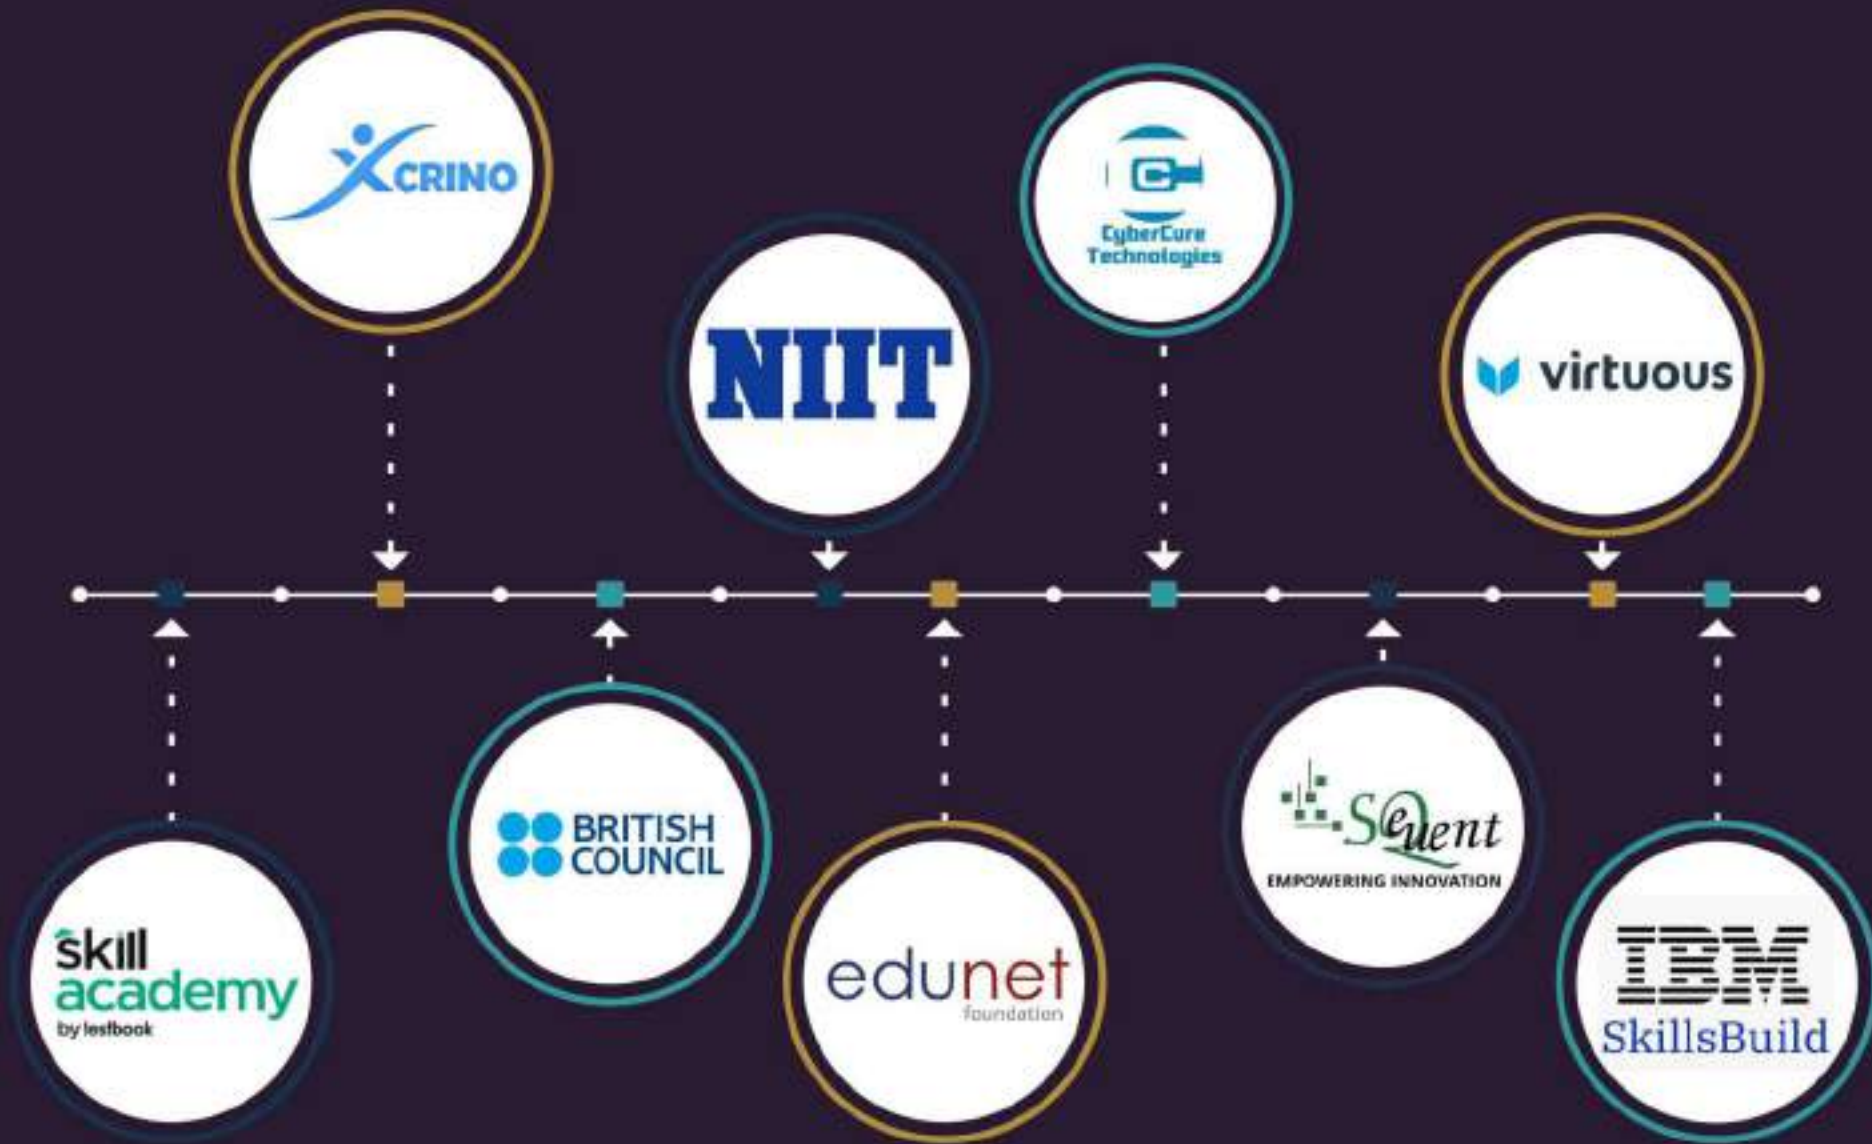 XCRINO
CyberCure
Technologies
NIIT
virtuous
BRITISH
COUNCIL
SeQuent
EMPOWERING INNOVATION
skill
academy
by testbook
edunet
foundation
IBM
SkillsBuild